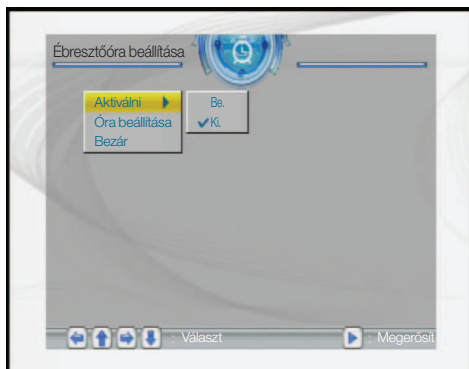 Ébresztőóra beállítása
Aktiválni
Be.
Óra beállítása
Ki.
Bezár
: Választ
: Megerősít